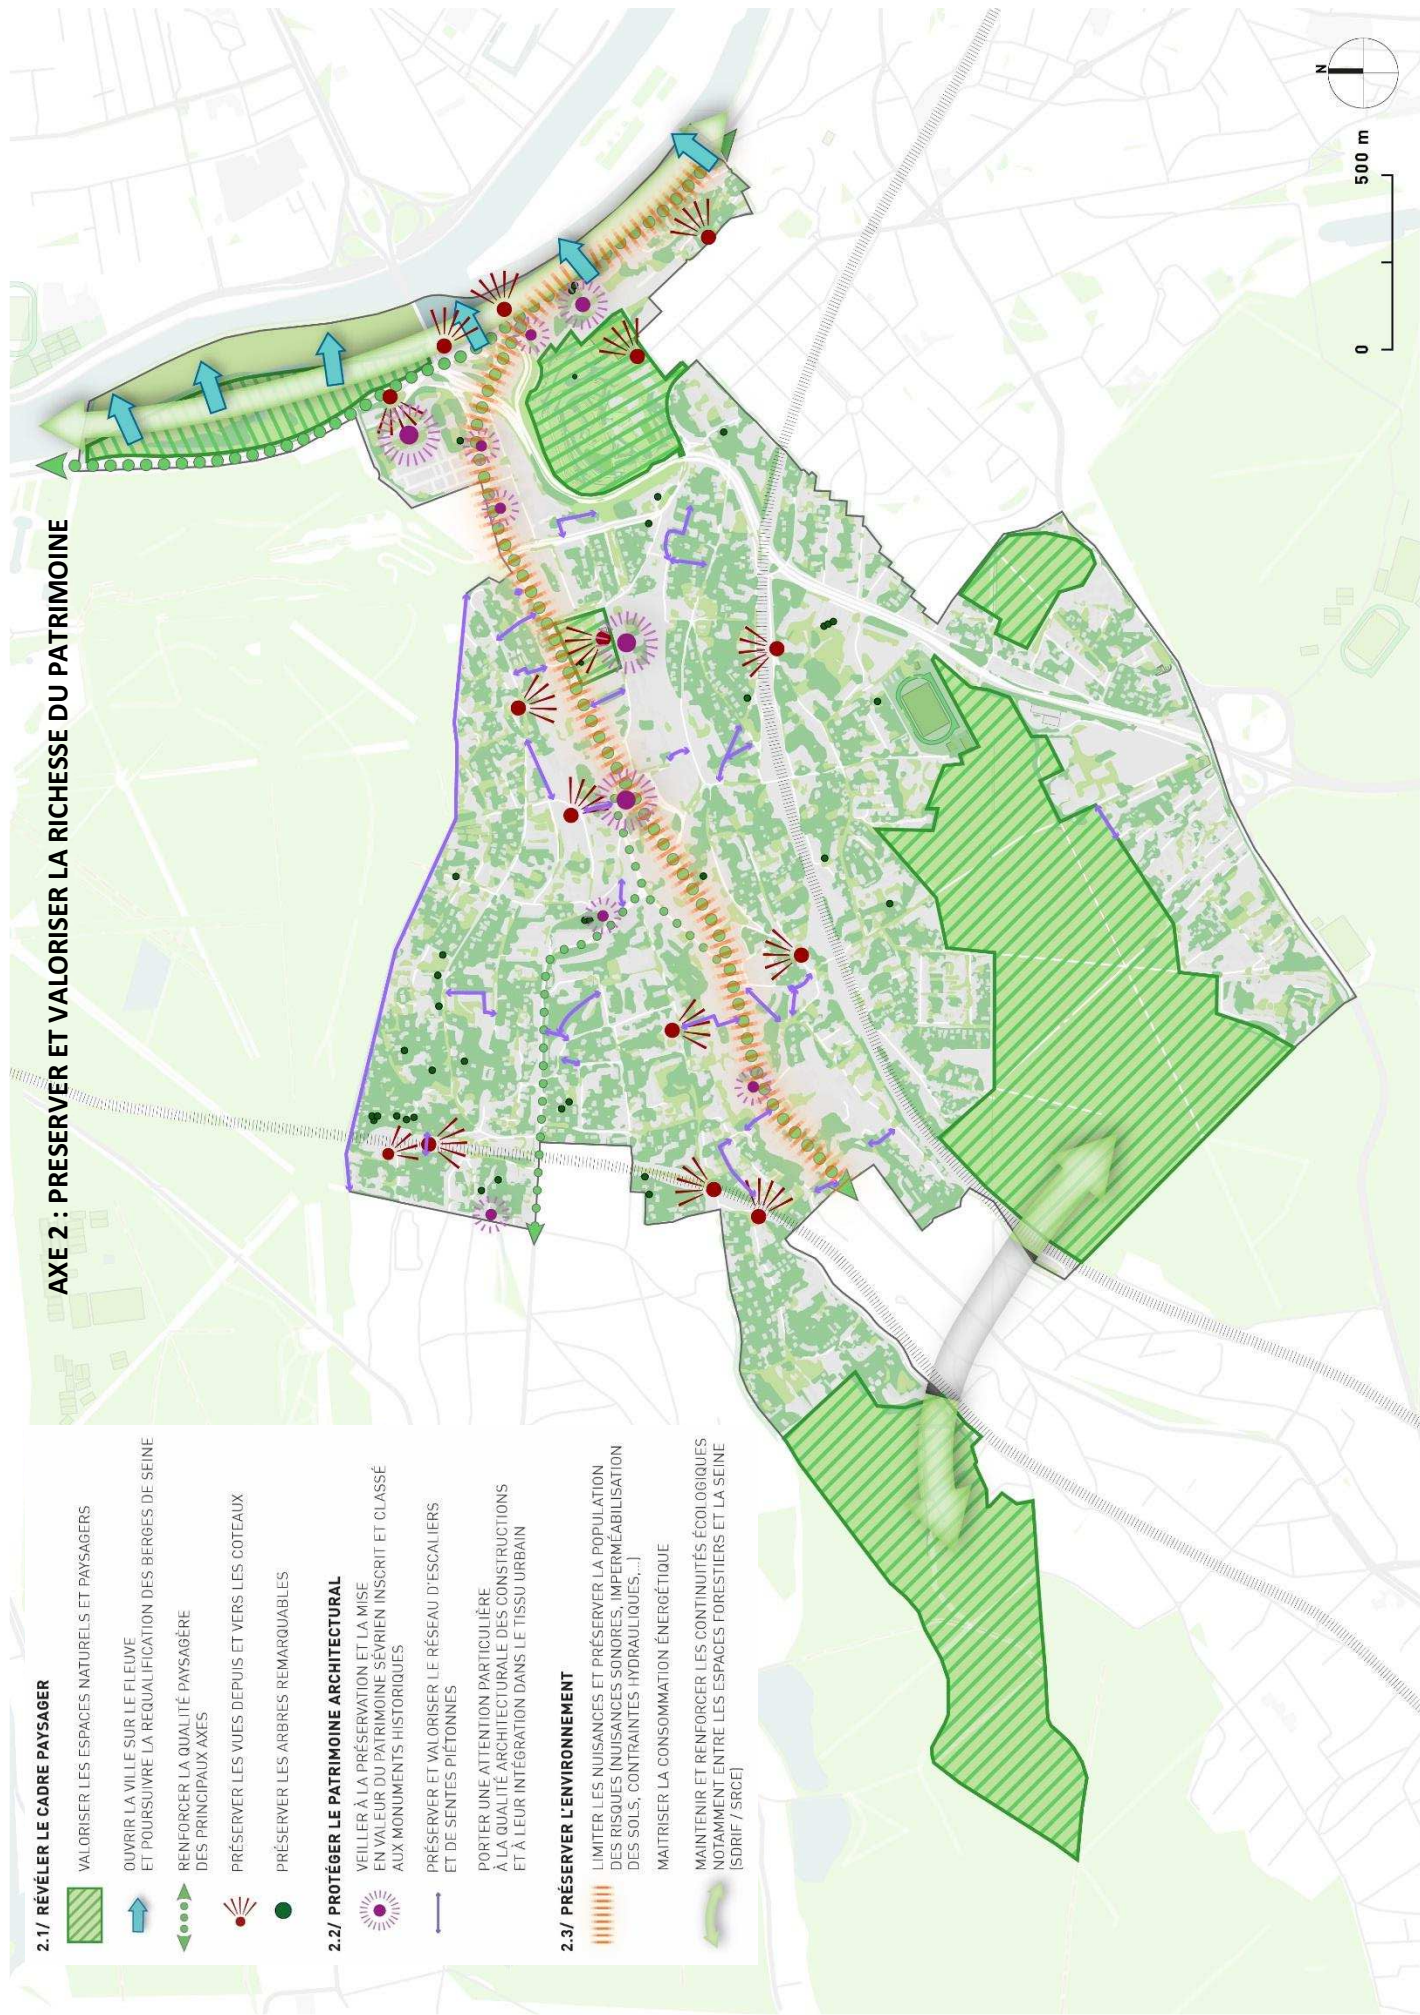 AXE 2 : PRESERVER ET VALORISER LA RICHESSE DU PATRIMOINE
2.1/ RÉVÉLER LE CADRE PAYSAGER
VALORISER LES ESPACES NATURELS ET PAYSAGERS
OUVRIR LA VILLE SUR LE FLEUVE
ET POURSUIVRE LA REQUALIFICATION DES BERGES DE SEINE
RENFORCER LA QUALITÉ PAYSAGÈRE
DES PRINCIPAUX AXES
PRÉSERVER LES VUES DEPUIS ET VERS LES COTEAUX
PRÉSERVER LES ARBRES REMARQUABLES
2.2/ PROTÉGER LE PATRIMOINE ARCHITECTURAL
VEILLER À LA PRÉSERVATION ET LA MISE
EN VALEUR DU PATRIMOINE SÉVRIEN INSCRIT ET CLASSÉ
AUX MONUMENTS HISTORIQUES
PRÉSERVER ET VALORISER LE RÉSEAU D'ESCALIERS
ET DE SENTES PIÉTONNES
PORTER UNE ATTENTION PARTICULIÈRE
À LA QUALITÉ ARCHITECTURALE DES CONSTRUCTIONS
ET À LEUR INTÉGRATION DANS LE TISSU URBAIN
2.3/ PRÉSERVER L'ENVIRONNEMENT
LIMITER LES NUISANCES ET PRÉSERVER LA POPULATION
DES RISQUES (NUISANCES SONORES, IMPERMÉABILISATION
DES SOLS, CONTRAINTES HYDRAULIQUES,...)
MAITRISER LA CONSOMMATION ÉNERGÉTIQUE
MAINTENIR ET RENFORCER LES CONTINUITÉS ÉCOLOGIQUES
NOTAMMENT ENTRE LES ESPACES FORESTIERS ET LA SEINE
(SDRIF / SRCE)
N
0 500 m